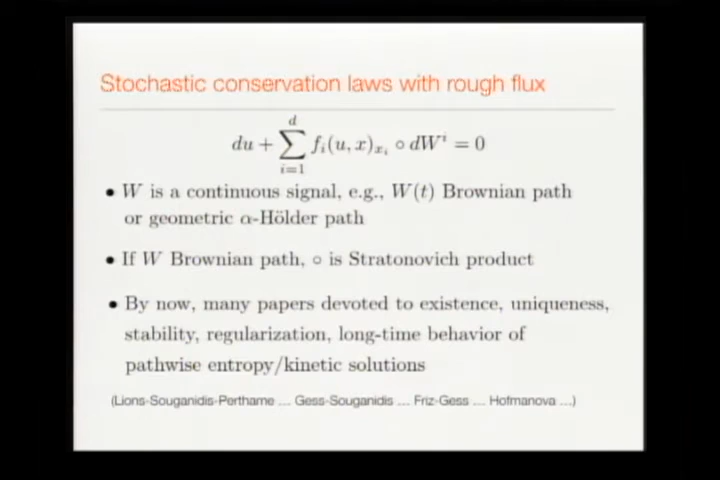 Stochastic conservation laws with rough flux
du + \sum_{i=1}^{d} f_i(u, x)_{x_i} ∘ dW^i = 0
• W is a continuous signal, e.g., W(t) Brownian path
or geometric α-Hölder path
• If W Brownian path, ∘ is Stratonovich product
• By now, many papers devoted to existence, uniqueness,
stability, regularization, long-time behavior of
pathwise entropy/kinetic solutions
(Lions-Souganidis-Perthame .... Gess-Souganidis ... Friz-Gess .... Hofmanova ...)